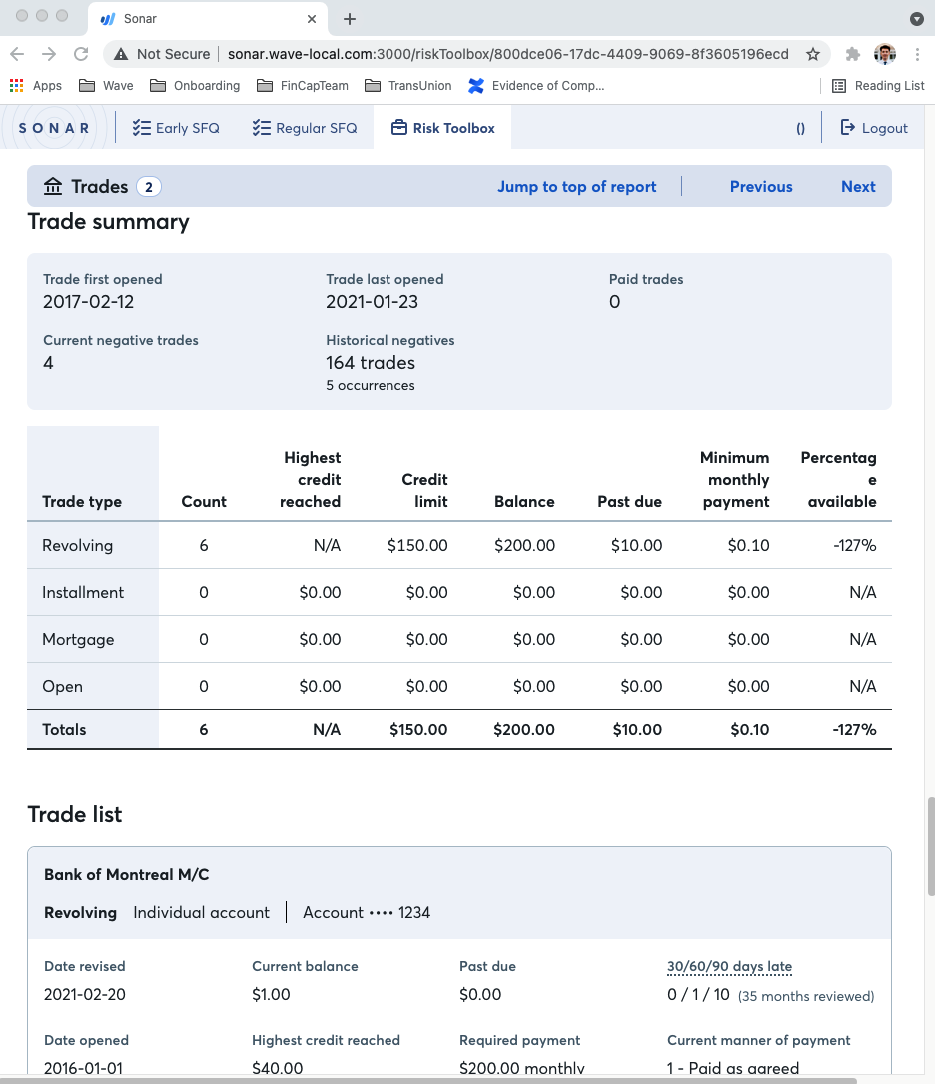 Sonar
Not Secure
sonar.wave-local.com:3000/riskToolbox/800dce06-17dc-4409-9069-8f3605196ecd
Apps Wave Onboarding FinCapTeam TransUnion Evidence of Comp... Reading List
SONAR Early SFQ Regular SFQ Risk Toolbox () Logout
Trades 2 Jump to top of report Previous Next
Trade summary
Trade first opened Trade last opened Paid trades
2017-02-12 2021-01-23 0
Current negative trades Historical negatives
4 164 trades
5 occurrences
Highest Minimum Percentag
credit Credit monthly e
Trade type Count reached limit Balance Past due payment available
Revolving 6 N/A $150.00 $200.00 $10.00 $0.10 -127%
Installment 0 $0.00 $0.00 $0.00 $0.00 $0.00 N/A
Mortgage 0 $0.00 $0.00 $0.00 $0.00 $0.00 N/A
Open 0 $0.00 $0.00 $0.00 $0.00 $0.00 N/A
Totals 6 N/A $150.00 $200.00 $10.00 $0.10 -127%
Trade list
Bank of Montreal M/C
Revolving Individual account Account •••• 1234
Date revised Current balance Past due 30/60/90 days late
2021-02-20 $1.00 $0.00 0 / 1 / 10 (35 months reviewed)
Date opened Highest credit reached Required payment Current manner of payment
2016-01-01 $40.00 $200.00 monthly 1 - Paid as agreed